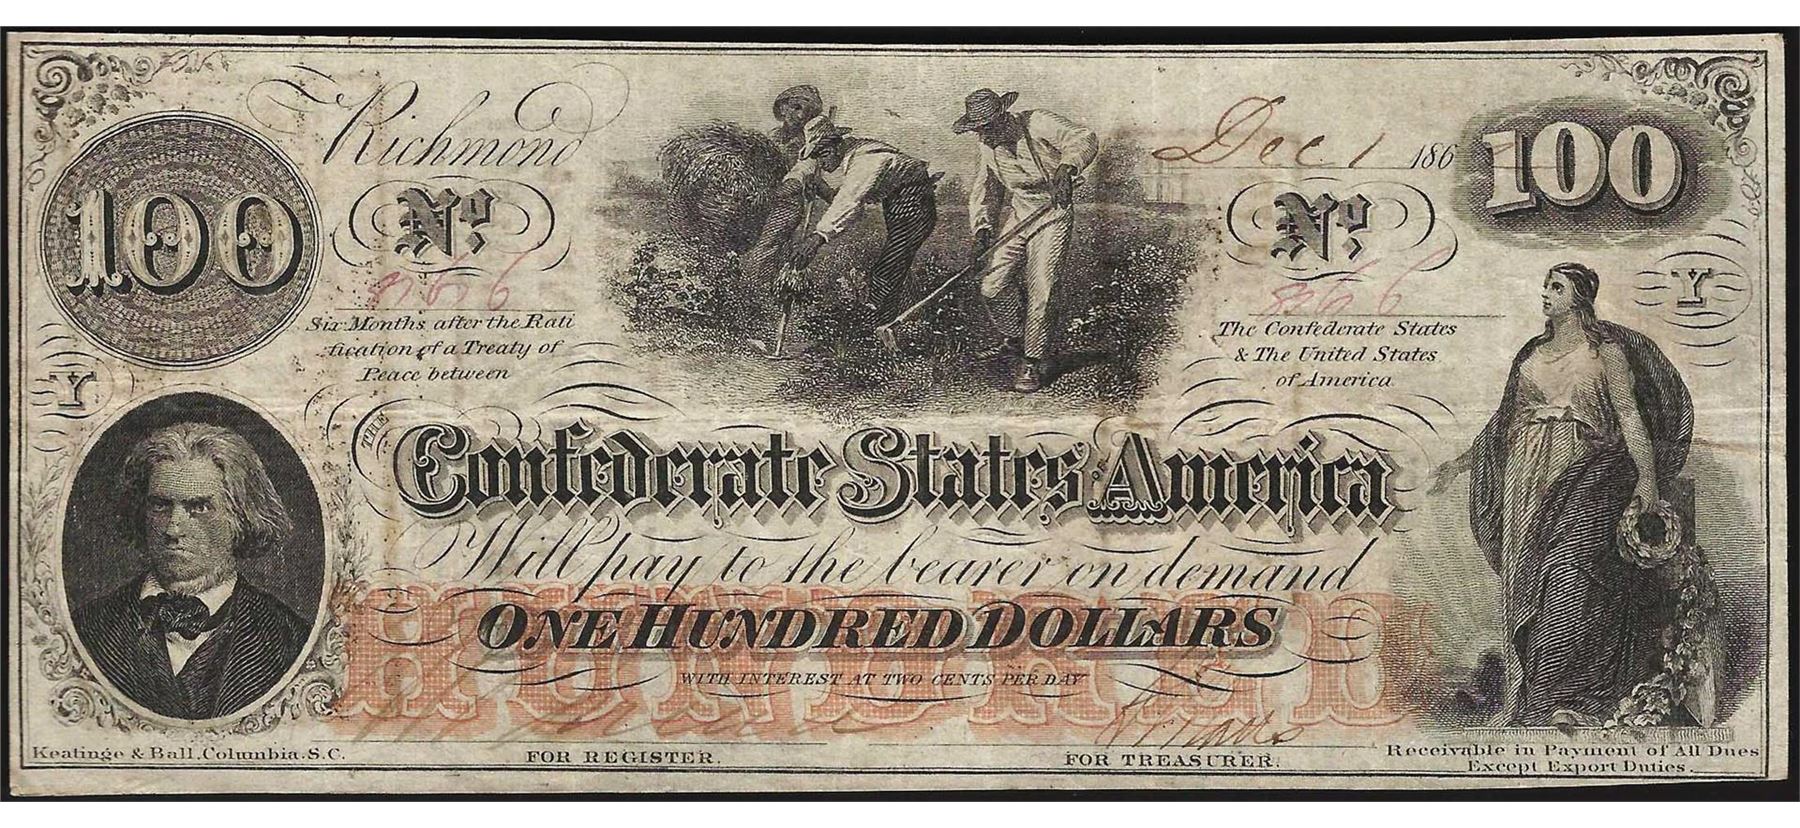 100
Richmond
Dec. 1 186
100
No.
No.
8566
8566
Y
Six Months after the Rati
fication of a Treaty of
Peace between
The Confederate States
& The United States
of America
Y
THE
Confederate States OF America
Will pay to the bearer on demand
ONE HUNDRED DOLLARS
HUNDRED
WITH INTEREST AT TWO CENTS PER DAY
Keatinge & Ball, Columbia, S.C.
FOR REGISTER.
FOR TREASURER.
Receivable in Payment of All Dues
Except Export Duties.